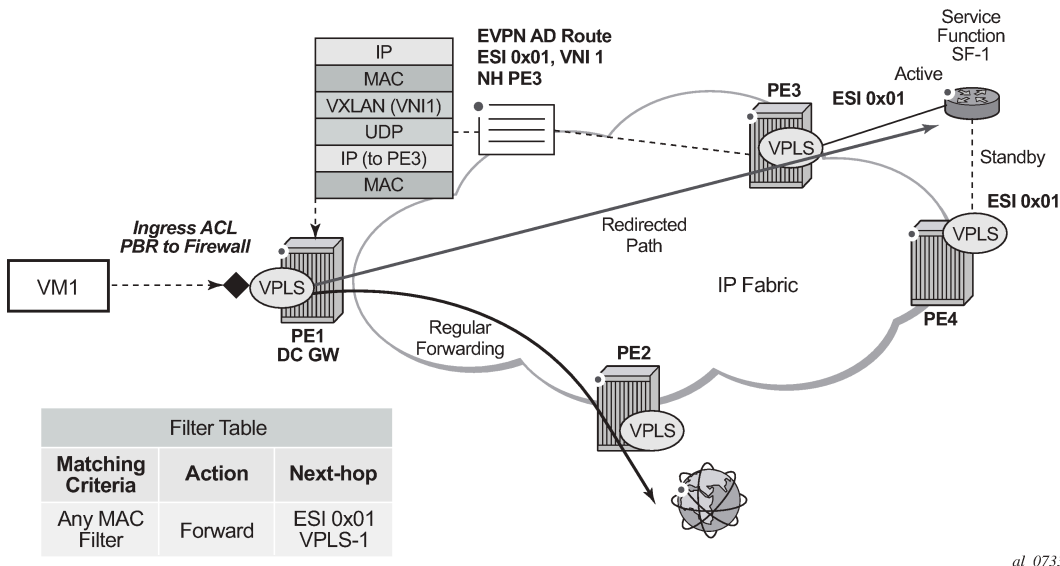 Service
Function
SF-1
EVPN AD Route
ESI 0x01, VNI 1
NH PE3
IP
MAC
VXLAN (VNI1)
UDP
IP (to PE3)
MAC
PE3
ESI 0x01
Active
VPLS
Standby
ESI 0x01
VPLS
PE4
Ingress ACL
PBR to Firewall
VM1
VPLS
PE1
DC GW
Redirected
Path
IP Fabric
Regular
Forwarding
PE2
VPLS
Filter Table
Matching
Criteria
Action
Next-hop
Any MAC
Filter
Forward
ESI 0x01
VPLS-1
al_073